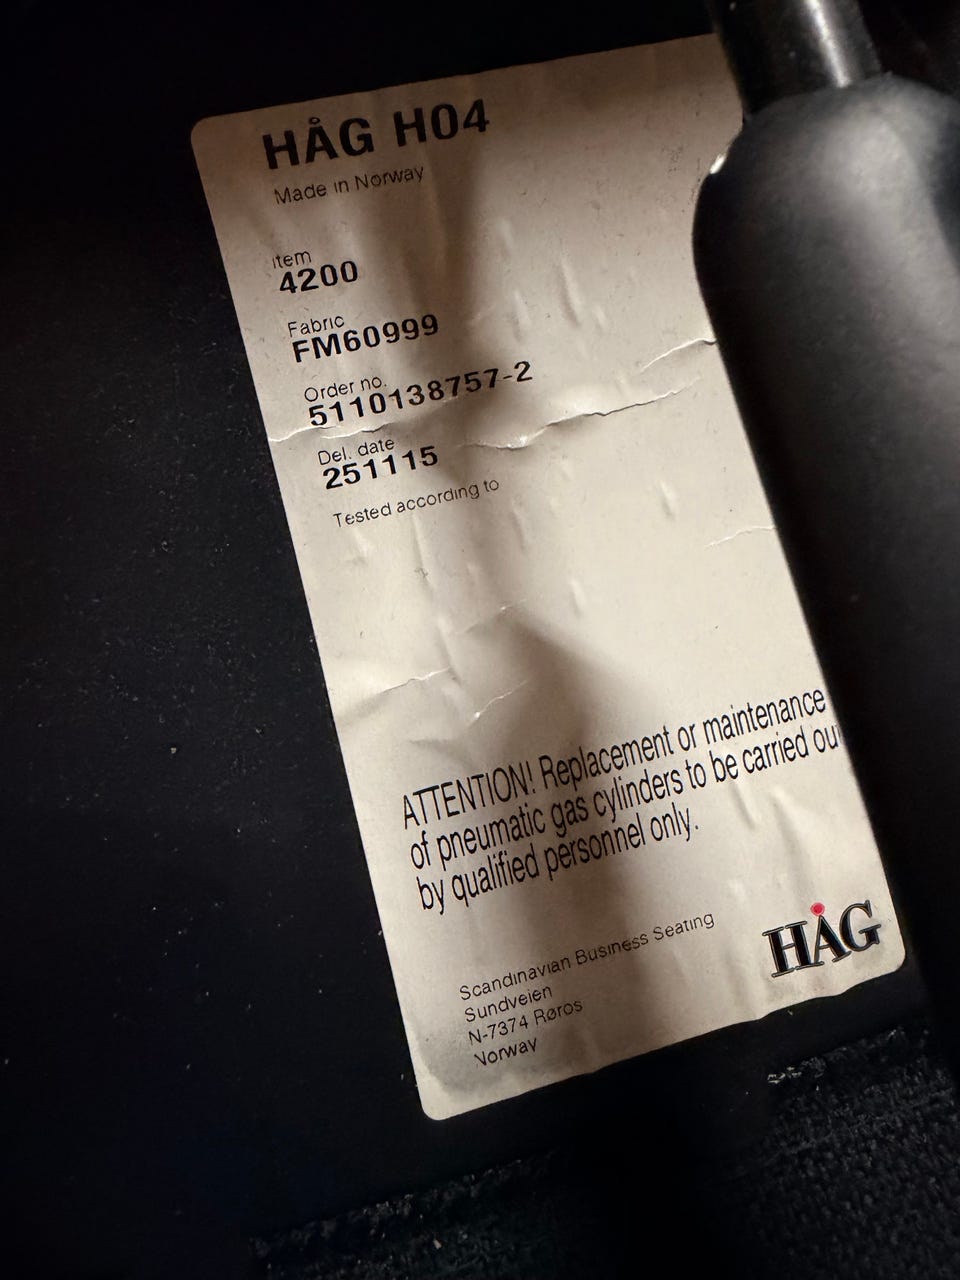 HÅG H04
Made in Norway
Item
4200
Fabric
FM60999
Order no.
5110138757-2
Del. date
251115
Tested according to
ATTENTION! Replacement or maintenance
of pneumatic gas cylinders to be carried out
by qualified personnel only.
Scandinavian Business Seating
Sundveien
N-7374 Røros
Norway
HÅG